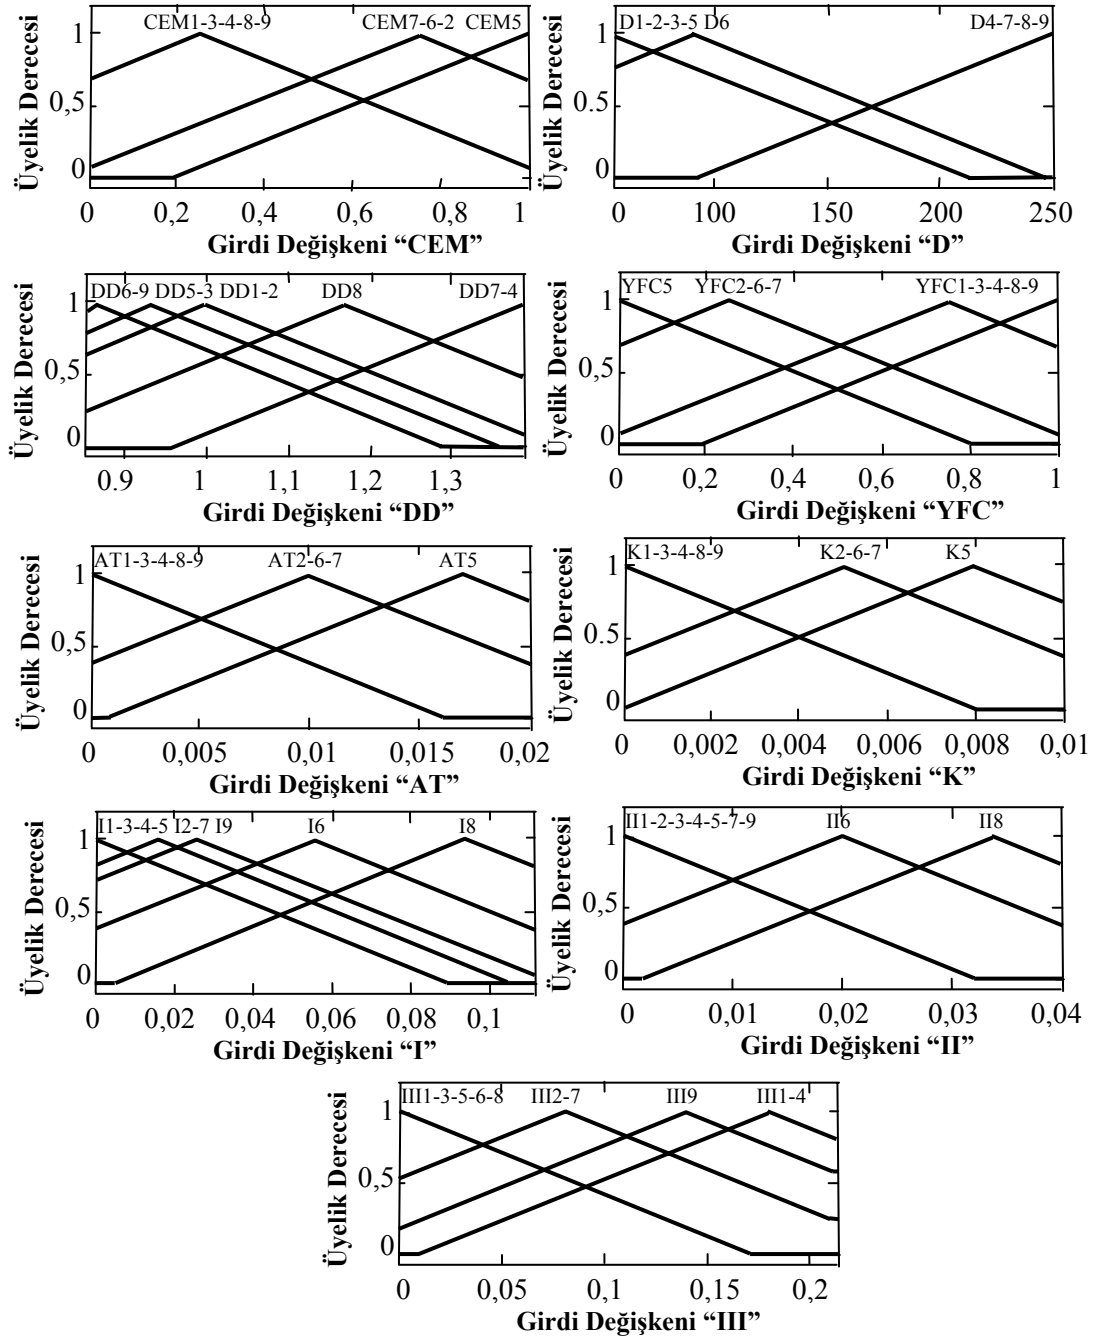 CEM1-3-4-8-9 CEM7-6-2 CEM5
Üyelik Derecesi
1
0,5
0
0 0,2 0,4 0,6 0,8 1
Girdi Değişkeni “CEM”
D1-2-3-5 D6 D4-7-8-9
Üyelik Derecesi
1
0.5
0
0 100 150 200 250
Girdi Değişkeni “D”
DD6-9 DD5-3 DD1-2 DD8 DD7-4
Üyelik Derecesi
1
0,5
0
0.9 1 1,1 1,2 1,3
Girdi Değişkeni “DD”
YFC5 YFC2-6-7 YFC1-3-4-8-9
Üyelik Derecesi
1
0,5
0
0 0,2 0,4 0,6 0,8 1
Girdi Değişkeni “YFC”
AT1-3-4-8-9 AT2-6-7 AT5
Üyelik Derecesi
1
0,5
0
0 0,005 0,01 0,015 0,02
Girdi Değişkeni “AT”
K1-3-4-8-9 K2-6-7 K5
Üyelik Derecesi
1
0.5
0
0 0,002 0,004 0,006 0,008 0,01
Girdi Değişkeni “K”
I1-3-4-5 I2-7 I9 I6 I8
Üyelik Derecesi
1
0,5
0
0 0,02 0,04 0,06 0,08 0,1
Girdi Değişkeni “I”
II1-2-3-4-5-7-9 II6 II8
Üyelik Derecesi
1
0,5
0
0 0,01 0,02 0,03 0,04
Girdi Değişkeni “II”
III1-3-5-6-8 III2-7 III9 III1-4
Üyelik Derecesi
1
0,5
0
0 0,05 0,1 0,15 0,2
Girdi Değişkeni “III”